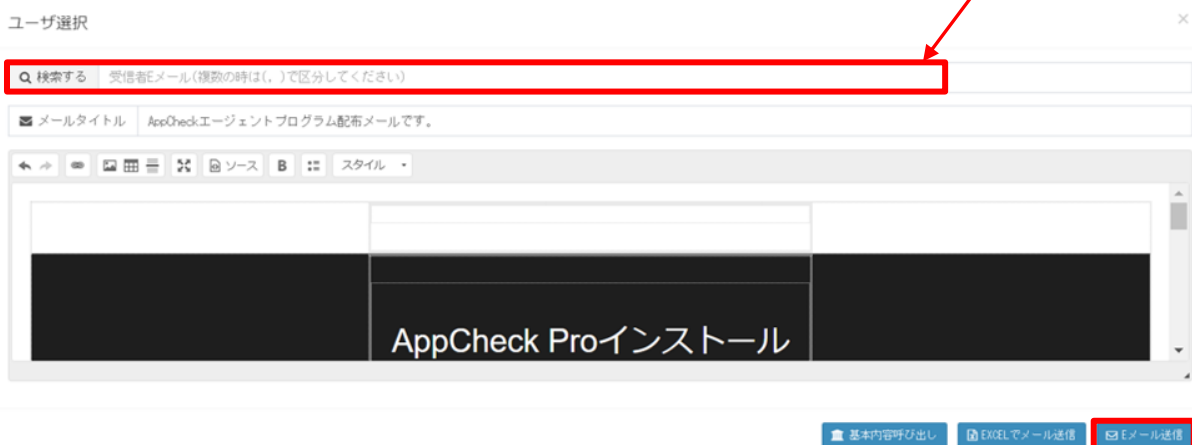 ユーザ選択
検索する 受信者Eメール(複数の時は(, )で区分してください)
メールタイトル AppCheckエージェントプログラム配布メールです。
ソース B スタイル
AppCheck Proインストール
基本内容呼び出し EXCELでメール送信 Eメール送信